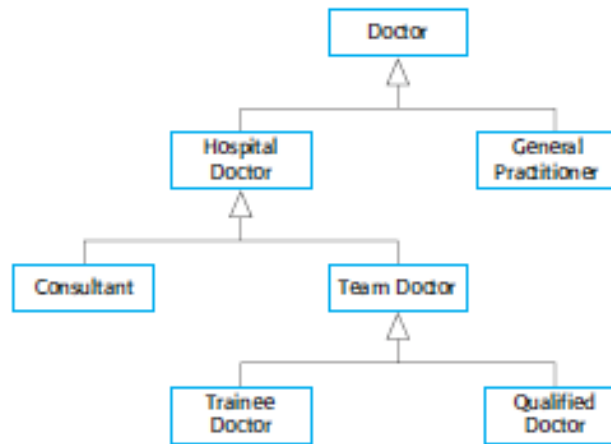 Doctor
Hospital
Doctor
General
Practitioner
Consultant
Team Doctor
Trainee
Doctor
Qualified
Doctor